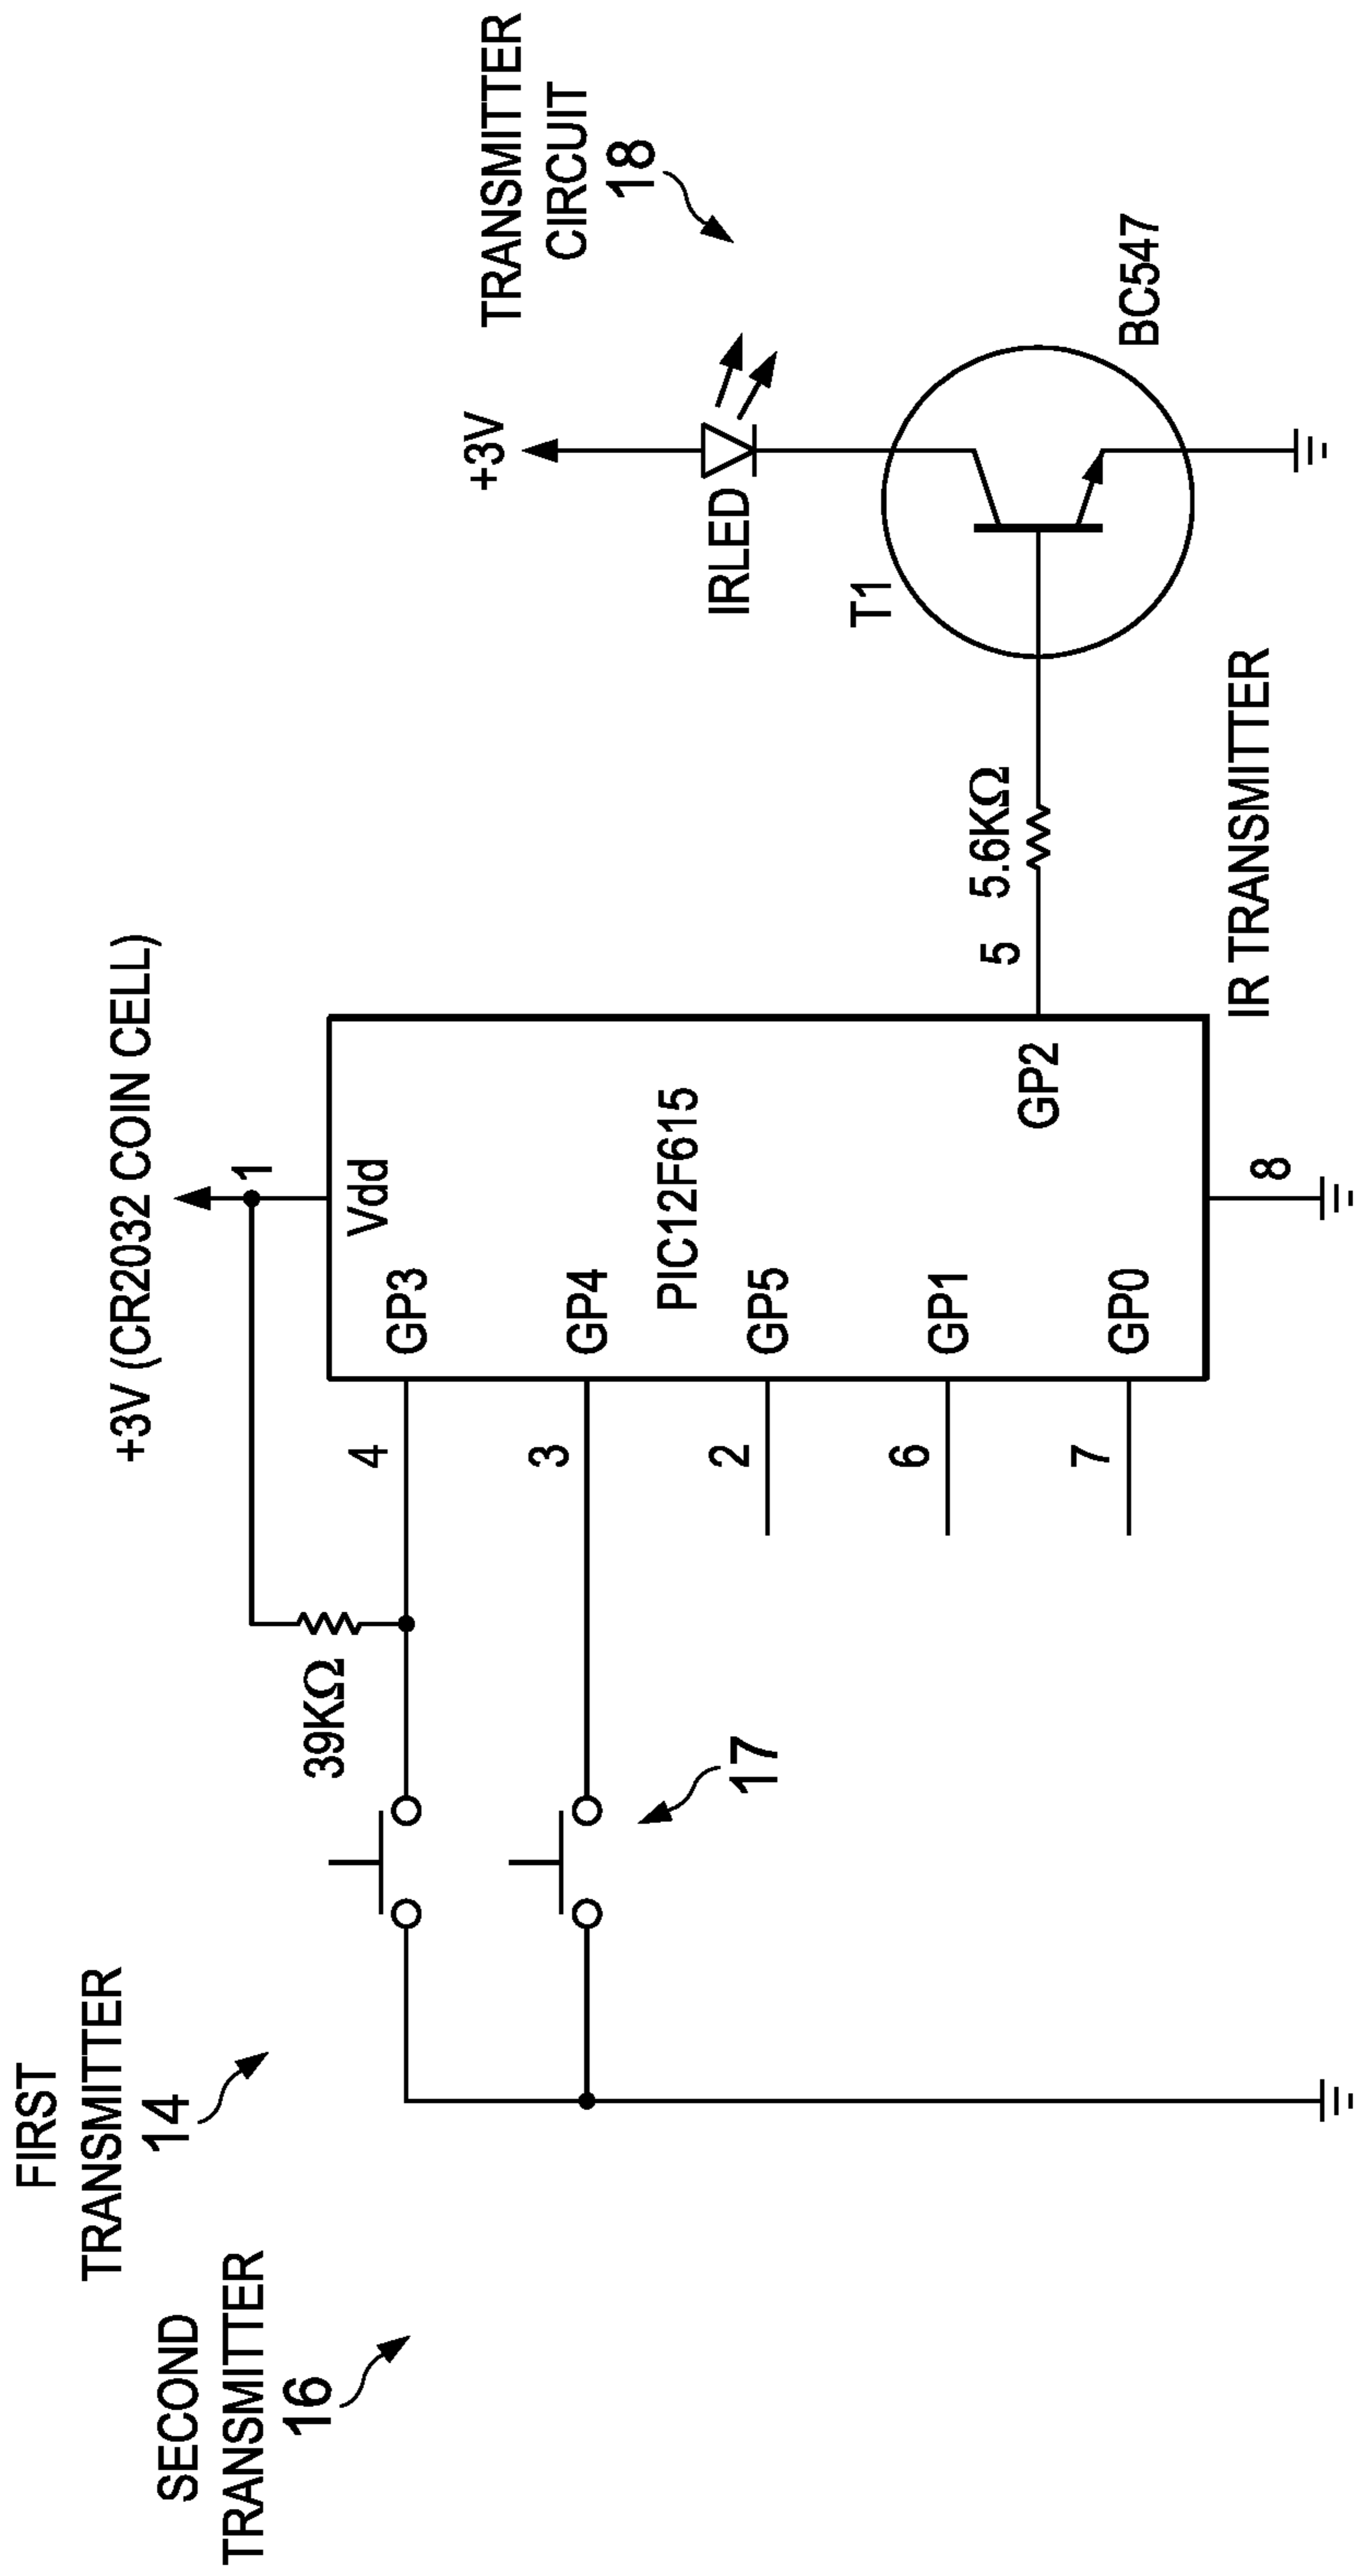 FIRST
TRANSMITTER
14
SECOND
TRANSMITTER
16
+3V (CR2032 COIN CELL)
1
39KΩ
Vdd
4
GP3
3
GP4
17
PIC12F615
2
GP5
6
GP1
7
GP0
GP2
8
5
5.6KΩ
IR TRANSMITTER
TRANSMITTER
CIRCUIT
18
+3V
IRLED
T1
BC547